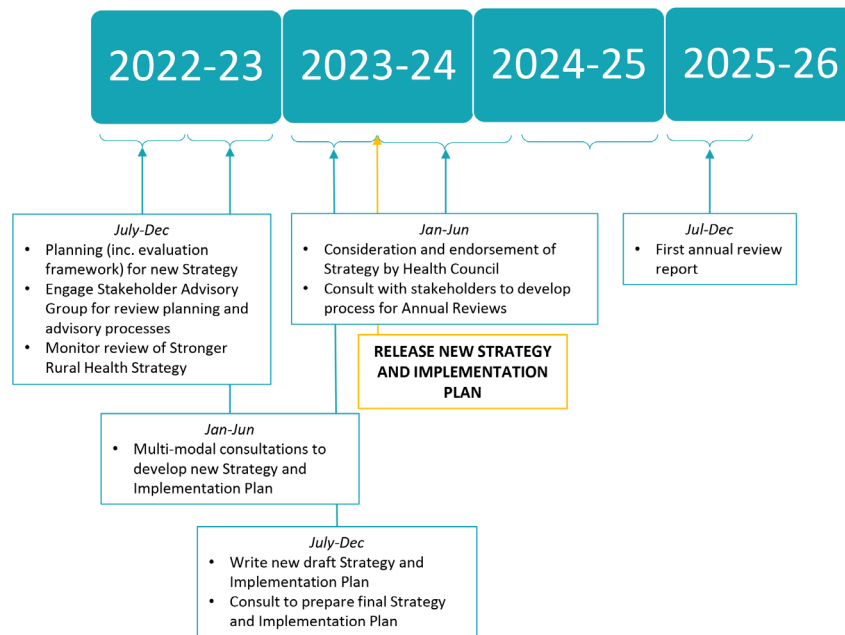 2022-23
2023-24
2024-25
2025-26
July-Dec
• Planning (inc. evaluation
framework) for new Strategy
• Engage Stakeholder Advisory
Group for review planning and
advisory processes
• Monitor review of Stronger
Rural Health Strategy
Jan-Jun
• Consideration and endorsement of
Strategy by Health Council
• Consult with stakeholders to develop
process for Annual Reviews
Jul-Dec
• First annual review
report
RELEASE NEW STRATEGY
AND IMPLEMENTATION
PLAN
Jan-Jun
• Multi-modal consultations to
develop new Strategy and
Implementation Plan
July-Dec
• Write new draft Strategy and
Implementation Plan
• Consult to prepare final Strategy
and Implementation Plan